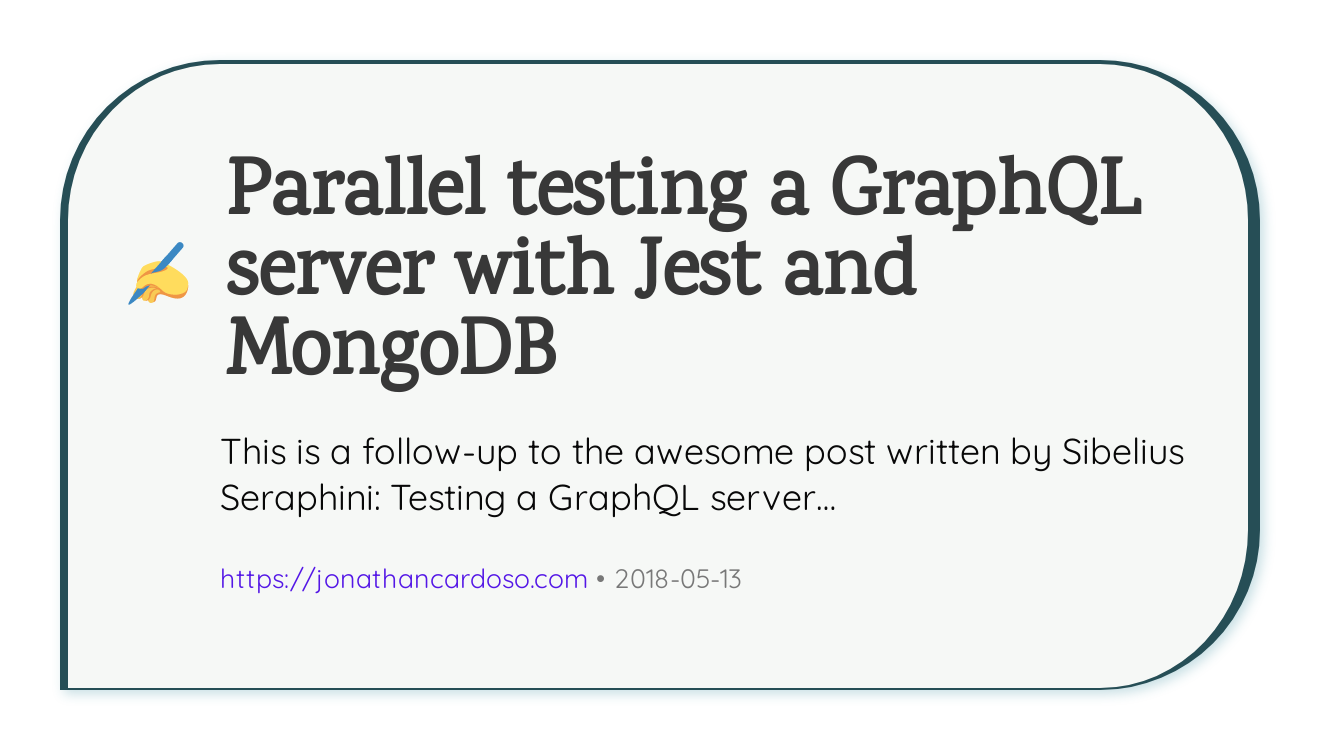 Parallel testing a GraphQL
server with Jest and
MongoDB
This is a follow-up to the awesome post written by Sibelius
Seraphini: Testing a GraphQL server...
https://jonathancardoso.com • 2018-05-13